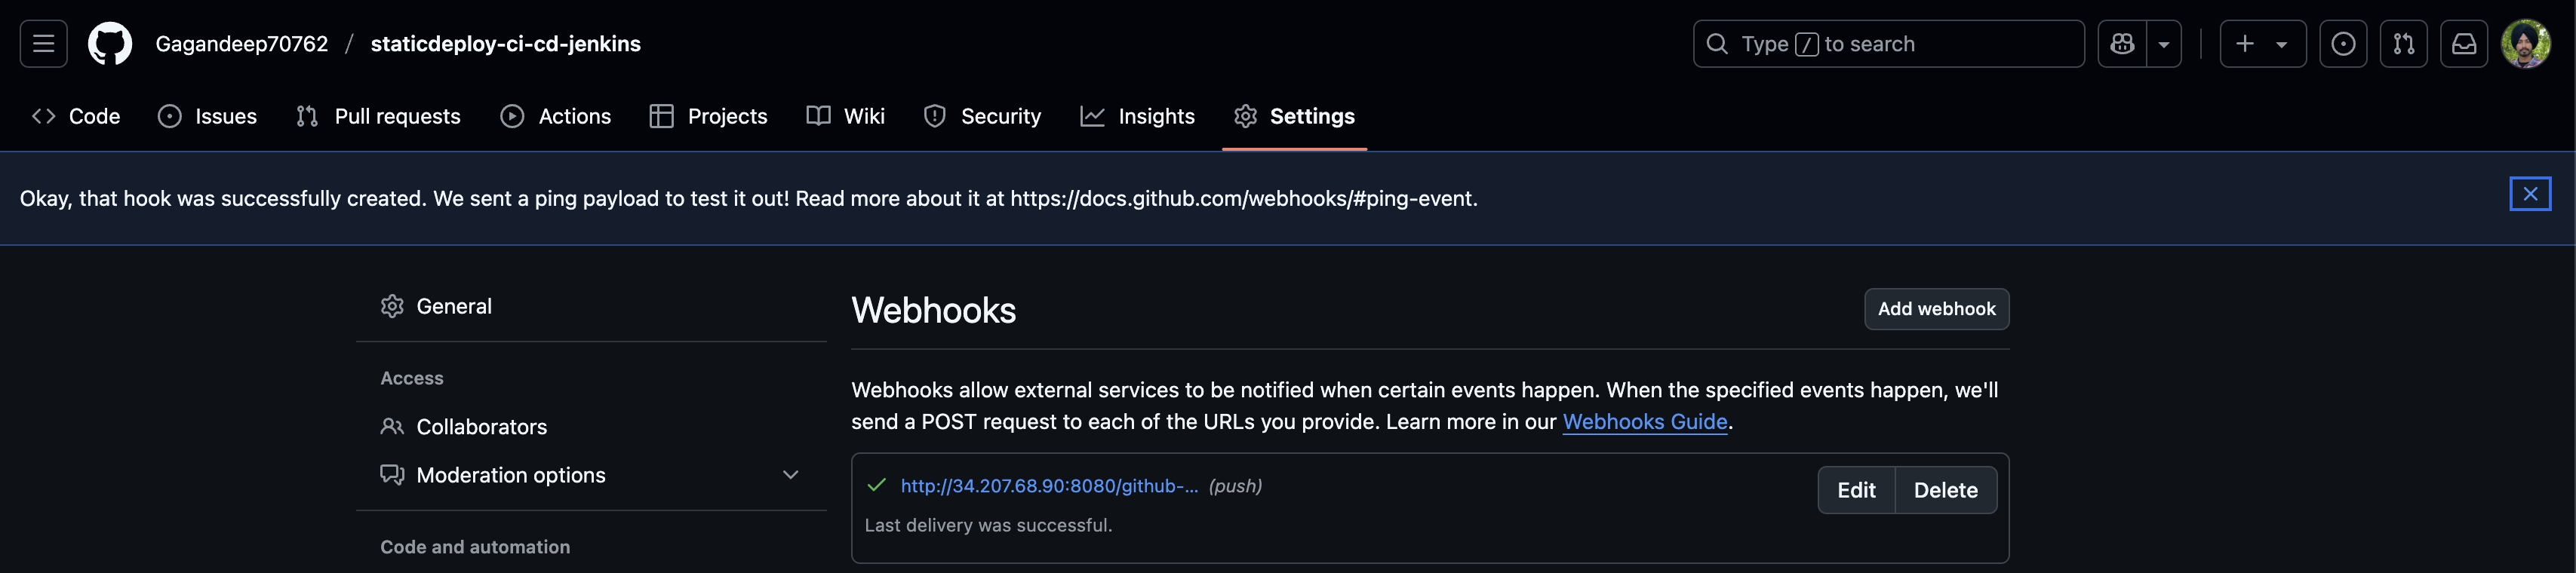 Gagandeep70762 / staticdeploy-ci-cd-jenkins
Type / to search
Code Issues Pull requests Actions Projects Wiki Security Insights Settings
Okay, that hook was successfully created. We sent a ping payload to test it out! Read more about it at https://docs.github.com/webhooks/#ping-event.
General
Access
Collaborators
Moderation options
Code and automation
Webhooks
Add webhook
Webhooks allow external services to be notified when certain events happen. When the specified events happen, we'll
send a POST request to each of the URLs you provide. Learn more in our Webhooks Guide.
http://34.207.68.90:8080/github-... (push)
Edit Delete
Last delivery was successful.